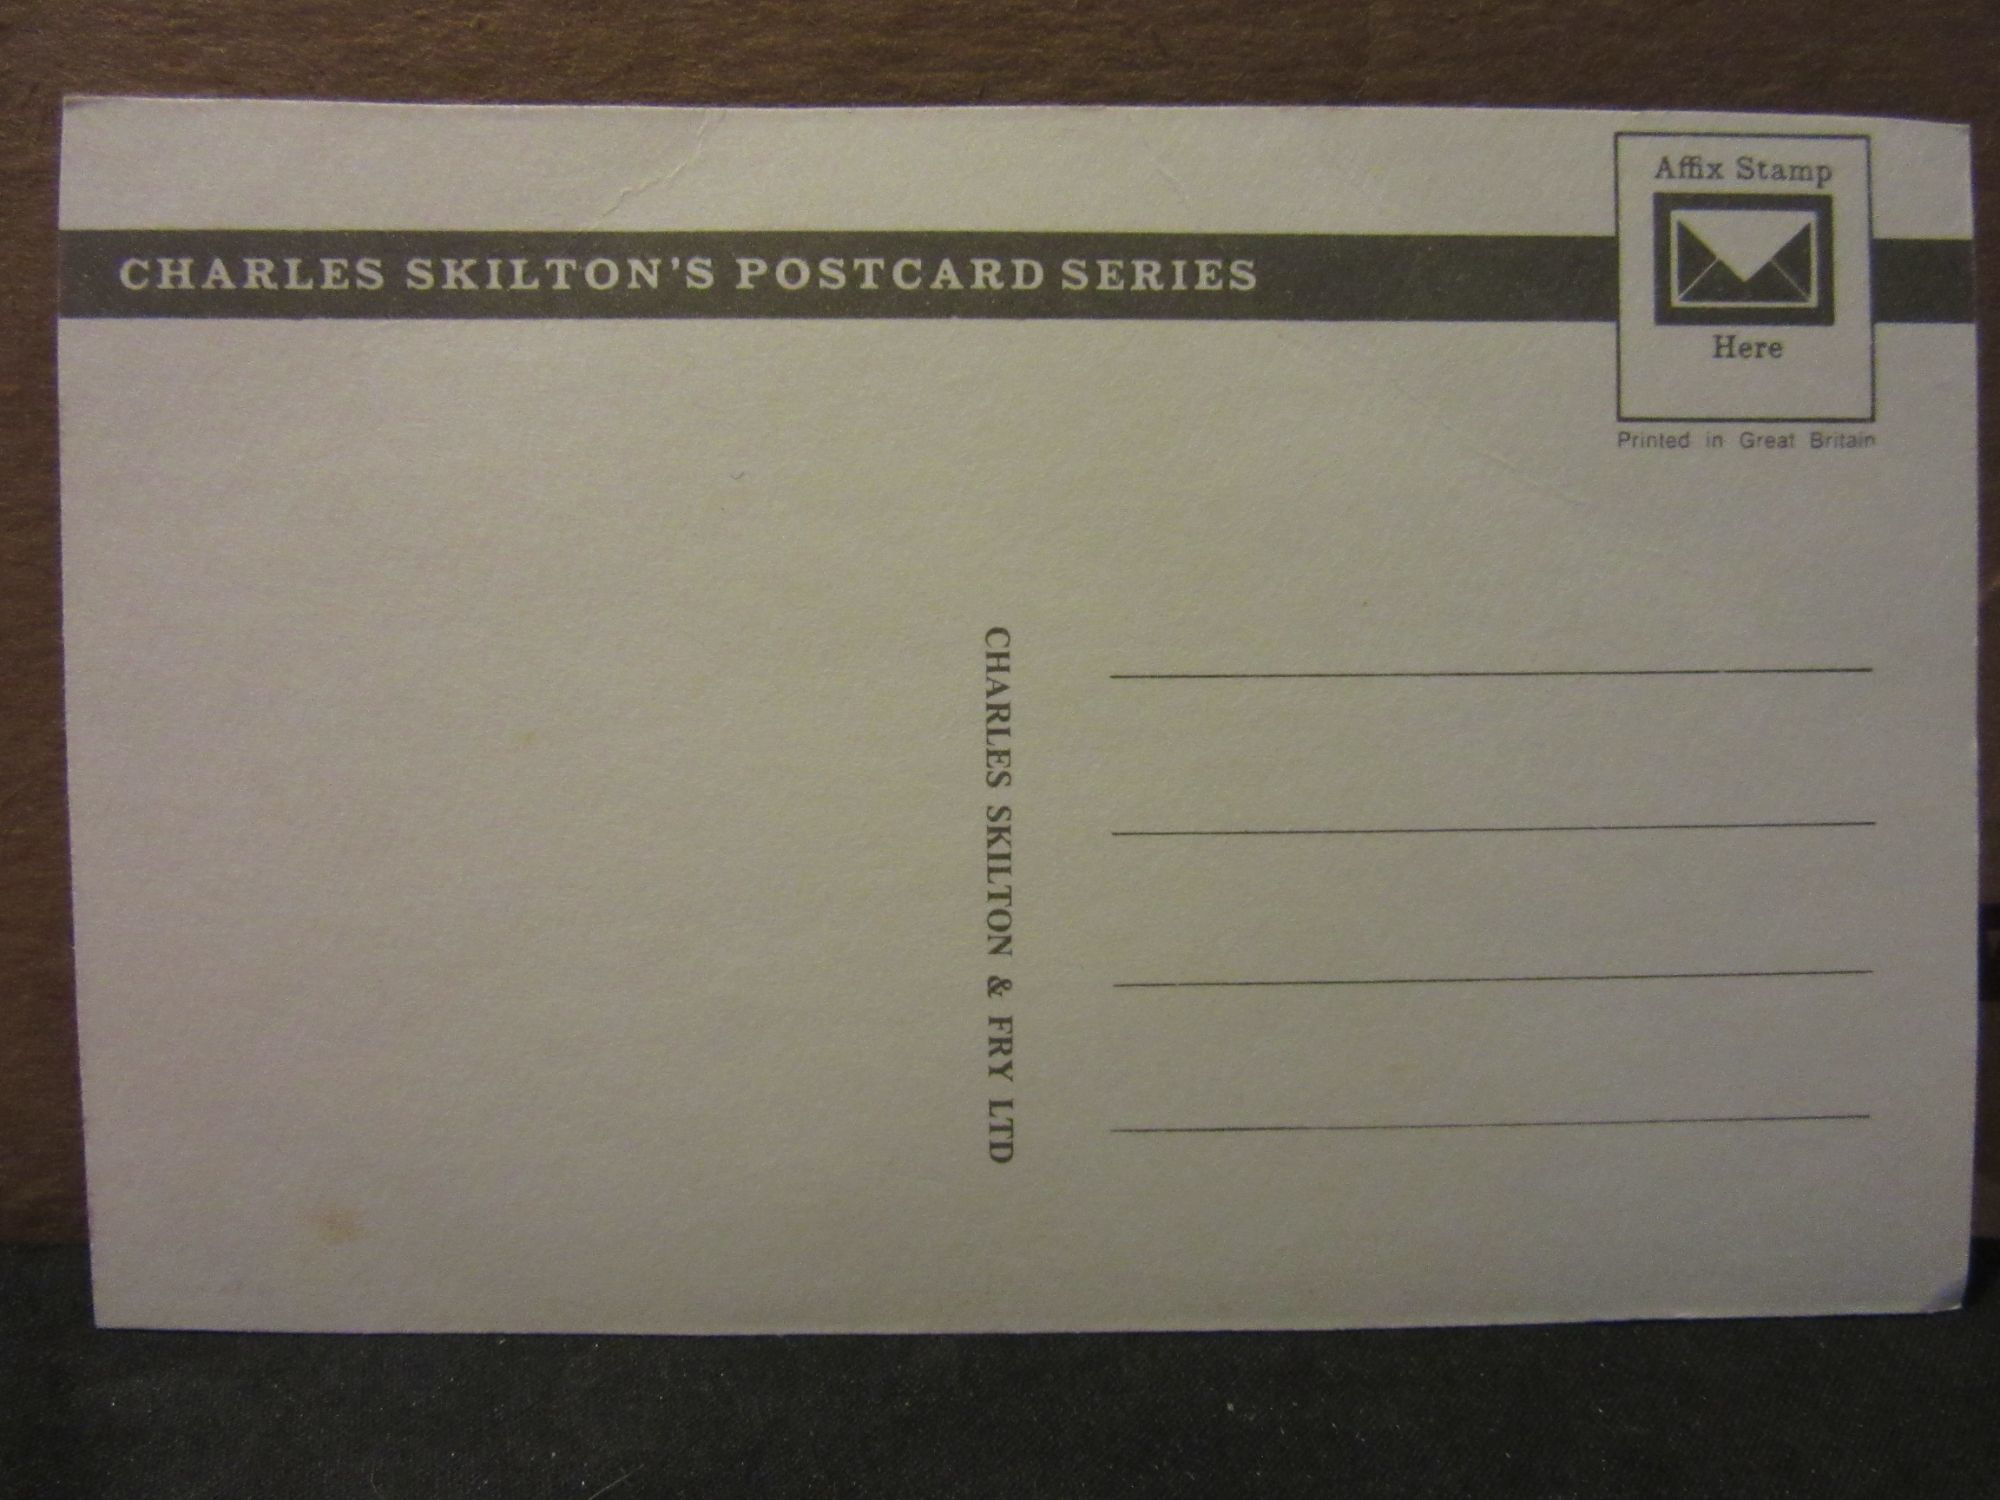 Affix Stamp
CHARLES SKILTON'S POSTCARD SERIES
Here
Printed in Great Britain
CHARLES SKILTON & FRY LTD